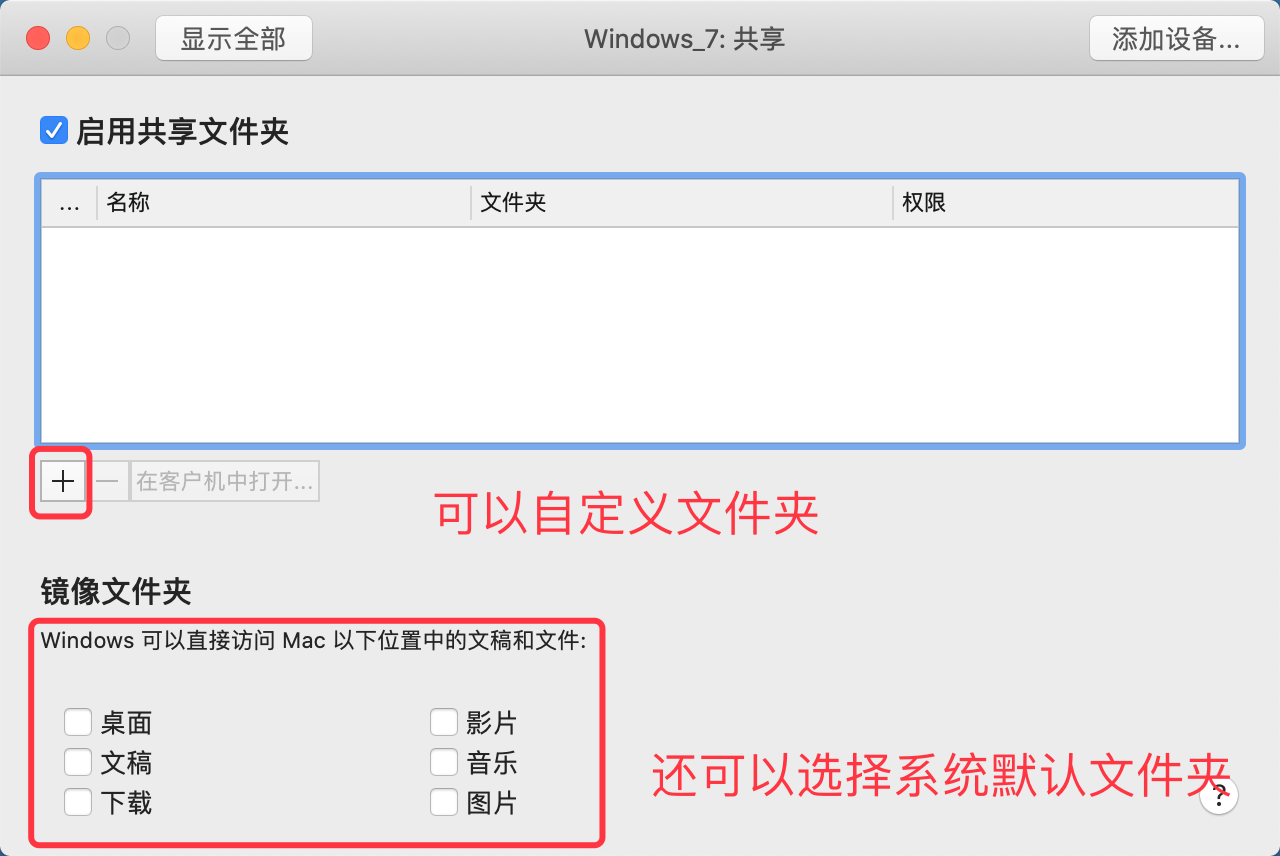 显示全部
Windows_7: 共享
添加设备...
启用共享文件夹
... 名称 文件夹 权限
在客户机中打开...
可以自定义文件夹
镜像文件夹
Windows 可以直接访问 Mac 以下位置中的文稿和文件:
桌面 影片
文稿 音乐
下载 图片
还可以选择系统默认文件夹
?